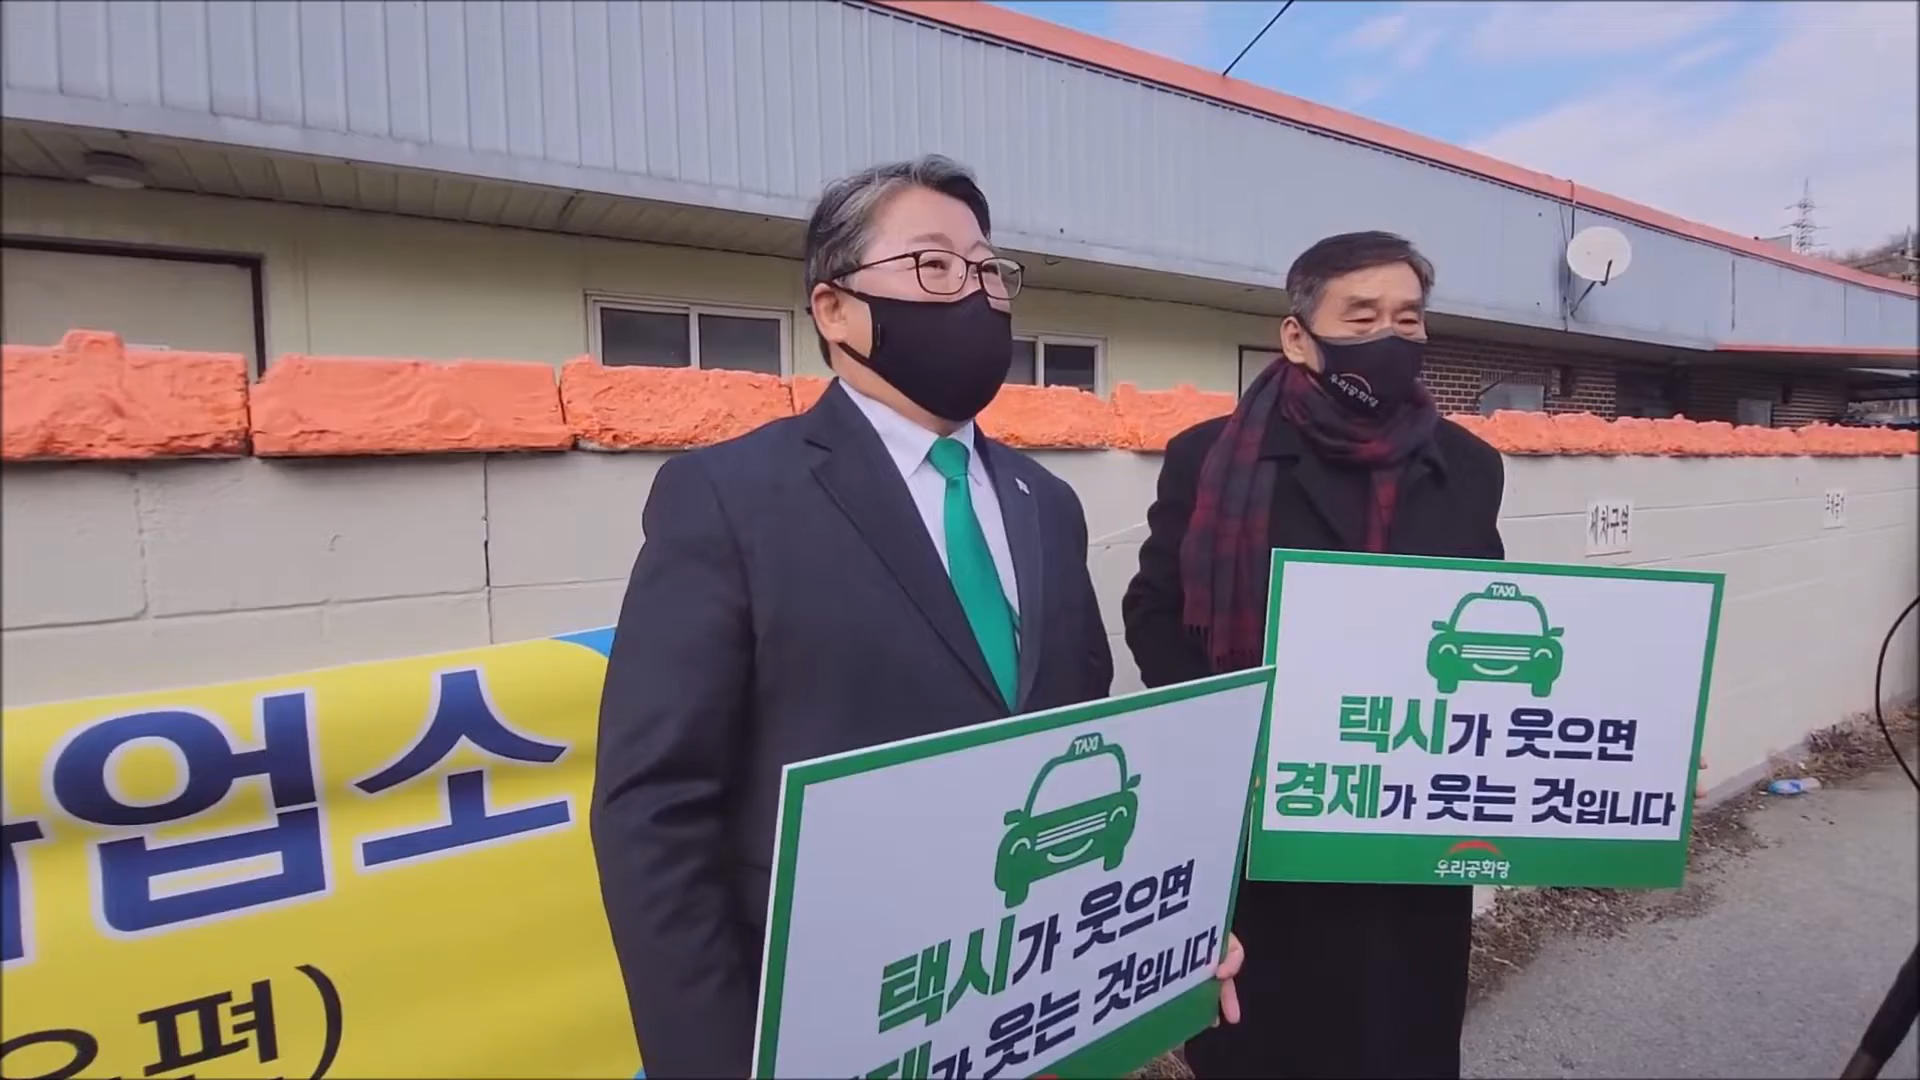 업소
편)
우리공화당
세차구역
TAXI
택시가 웃으면
경제가 웃는 것입니다
우리공화당
TAXI
택시가 웃으면
경제가 웃는 것입니다